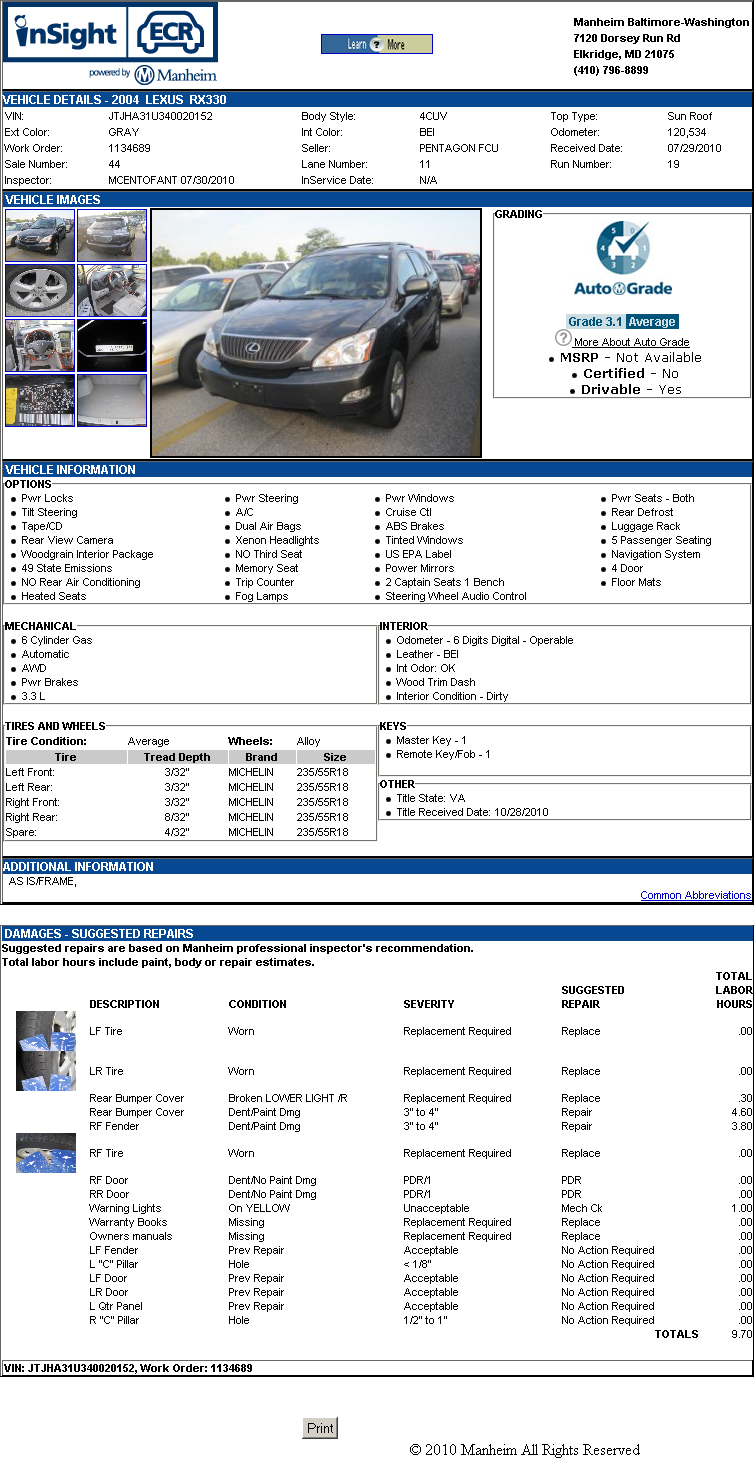 inSight ECR
powered by Manheim
Learn ? More
Manheim Baltimore-Washington
7120 Dorsey Run Rd
Elkridge, MD 21075
(410) 796-8899
VEHICLE DETAILS - 2004 LEXUS RX330
VIN: JTJHA31U340020152 Body Style: 4CUV Top Type: Sun Roof
Ext Color: GRAY Int Color: BEI Odometer: 120,534
Work Order: 1134689 Seller: PENTAGON FCU Received Date: 07/29/2010
Sale Number: 44 Lane Number: 11 Run Number: 19
Inspector: MCENTOFANT 07/30/2010 InService Date: N/A
VEHICLE IMAGES
GRADING
5 0 1 4 3 2
AutoGrade
Grade 3.1 Average
? More About Auto Grade
MSRP - Not Available
Certified - No
Drivable - Yes
VEHICLE INFORMATION
OPTIONS
Pwr Locks Pwr Steering Pwr Windows Pwr Seats - Both
Tilt Steering A/C Cruise Ctl Rear Defrost
Tape/CD Dual Air Bags ABS Brakes Luggage Rack
Rear View Camera Xenon Headlights Tinted Windows 5 Passenger Seating
Woodgrain Interior Package NO Third Seat US EPA Label Navigation System
49 State Emissions Memory Seat Power Mirrors 4 Door
NO Rear Air Conditioning Trip Counter 2 Captain Seats 1 Bench Floor Mats
Heated Seats Fog Lamps Steering Wheel Audio Control
MECHANICAL
6 Cylinder Gas
Automatic
AWD
Pwr Brakes
3.3 L
INTERIOR
Odometer - 6 Digits Digital - Operable
Leather - BEI
Int Odor: OK
Wood Trim Dash
Interior Condition - Dirty
TIRES AND WHEELS
Tire Condition: Average Wheels: Alloy
Tire Tread Depth Brand Size
Left Front: 3/32" MICHELIN 235/55R18
Left Rear: 3/32" MICHELIN 235/55R18
Right Front: 3/32" MICHELIN 235/55R18
Right Rear: 8/32" MICHELIN 235/55R18
Spare: 4/32" MICHELIN 235/55R18
KEYS
Master Key - 1
Remote Key/Fob - 1
OTHER
Title State: VA
Title Received Date: 10/28/2010
ADDITIONAL INFORMATION
AS IS/FRAME,
Common Abbreviations
DAMAGES - SUGGESTED REPAIRS
Suggested repairs are based on Manheim professional inspector's recommendation.
Total labor hours include paint, body or repair estimates.
DESCRIPTION CONDITION SEVERITY SUGGESTED REPAIR TOTAL LABOR HOURS
LF Tire Worn Replacement Required Replace .00
LR Tire Worn Replacement Required Replace .00
Rear Bumper Cover Broken LOWER LIGHT /R Replacement Required Replace .30
Rear Bumper Cover Dent/Paint Dmg 3" to 4" Repair 4.60
RF Fender Dent/Paint Dmg 3" to 4" Repair 3.80
RF Tire Worn Replacement Required Replace .00
RF Door Dent/No Paint Dmg PDR/1 PDR .00
RR Door Dent/No Paint Dmg PDR/1 PDR .00
Warning Lights On YELLOW Unacceptable Mech Ck 1.00
Warranty Books Missing Replacement Required Replace .00
Owners manuals Missing Replacement Required Replace .00
LF Fender Prev Repair Acceptable No Action Required .00
L "C" Pillar Hole < 1/8" No Action Required .00
LF Door Prev Repair Acceptable No Action Required .00
LR Door Prev Repair Acceptable No Action Required .00
L Qtr Panel Prev Repair Acceptable No Action Required .00
R "C" Pillar Hole 1/2" to 1" No Action Required .00
TOTALS 9.70
VIN: JTJHA31U340020152, Work Order: 1134689
Print
© 2010 Manheim All Rights Reserved